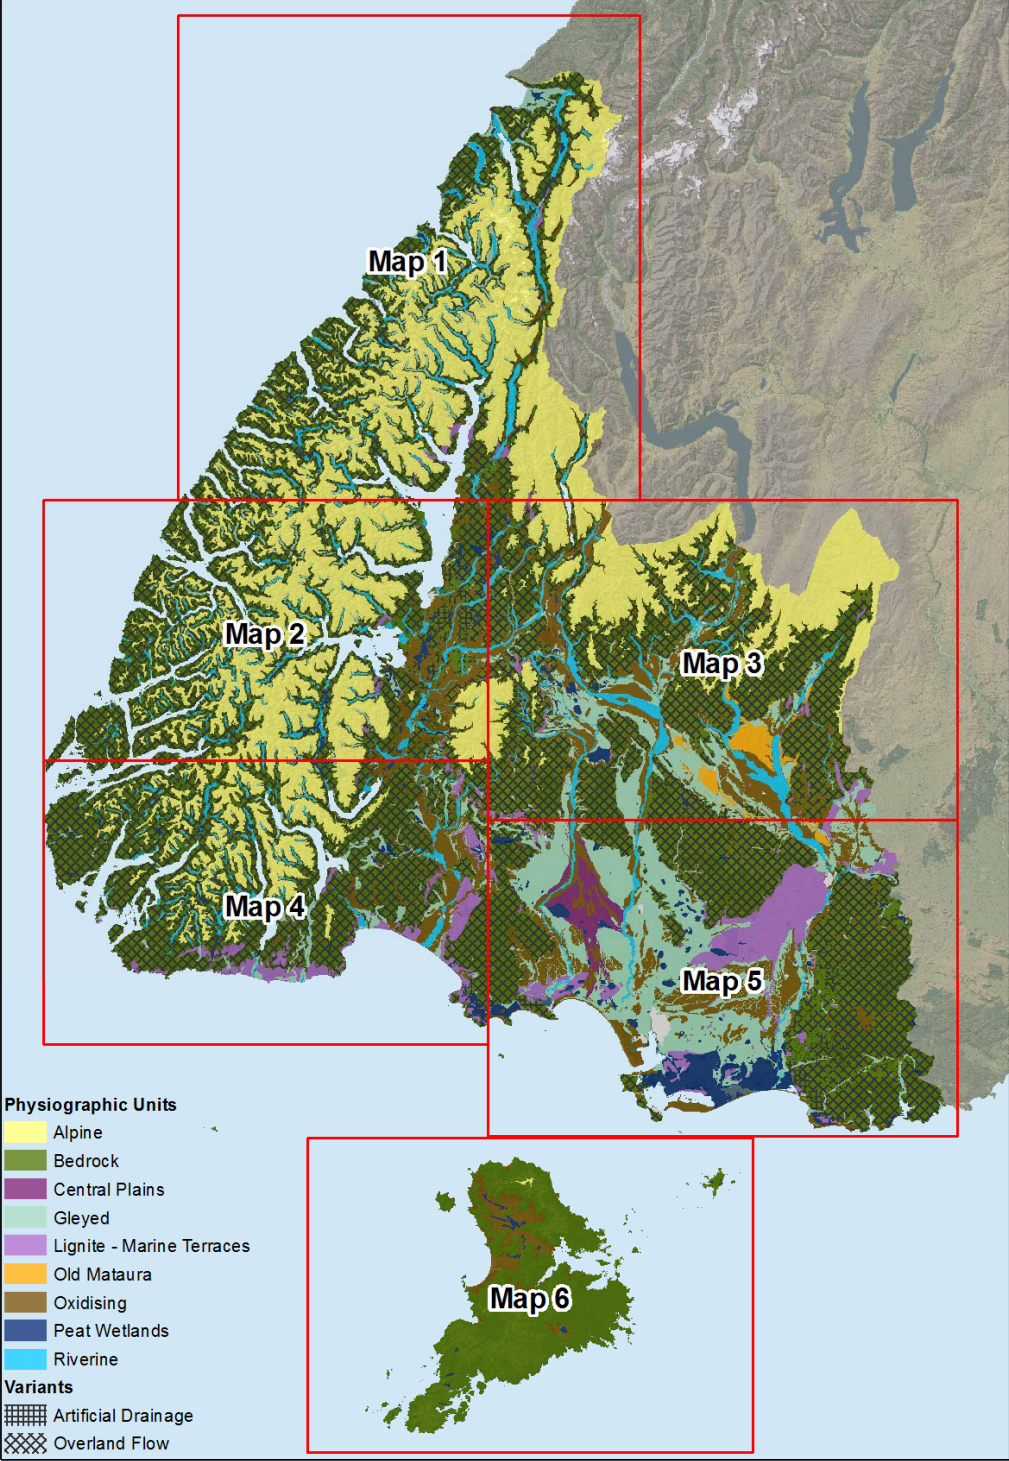 Map 1
Map 2
Map 3
Map 4
Map 5
Map 6
Physiographic Units
Alpine
Bedrock
Central Plains
Gleyed
Lignite - Marine Terraces
Old Mataura
Oxidising
Peat Wetlands
Riverine
Variants
Artificial Drainage
Overland Flow